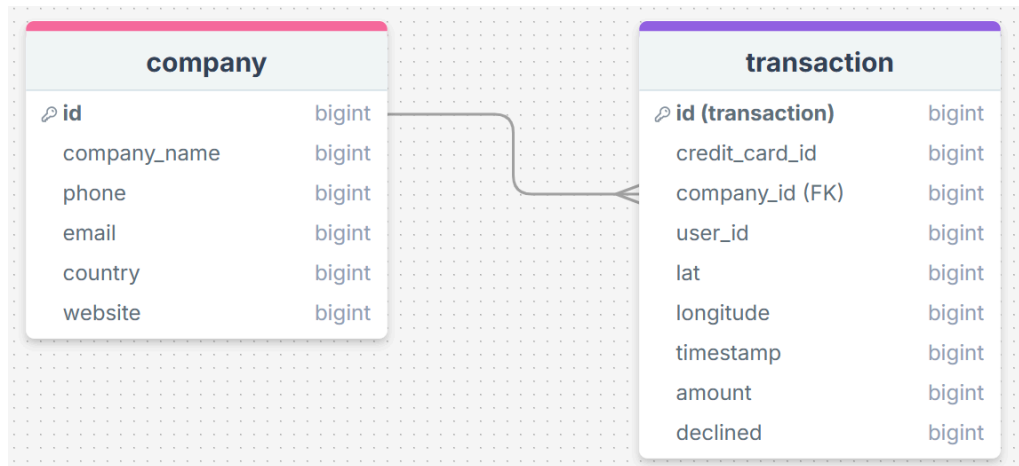 company
id bigint
company_name bigint
phone bigint
email bigint
country bigint
website bigint
transaction
id (transaction) bigint
credit_card_id bigint
company_id (FK) bigint
user_id bigint
lat bigint
longitude bigint
timestamp bigint
amount bigint
declined bigint